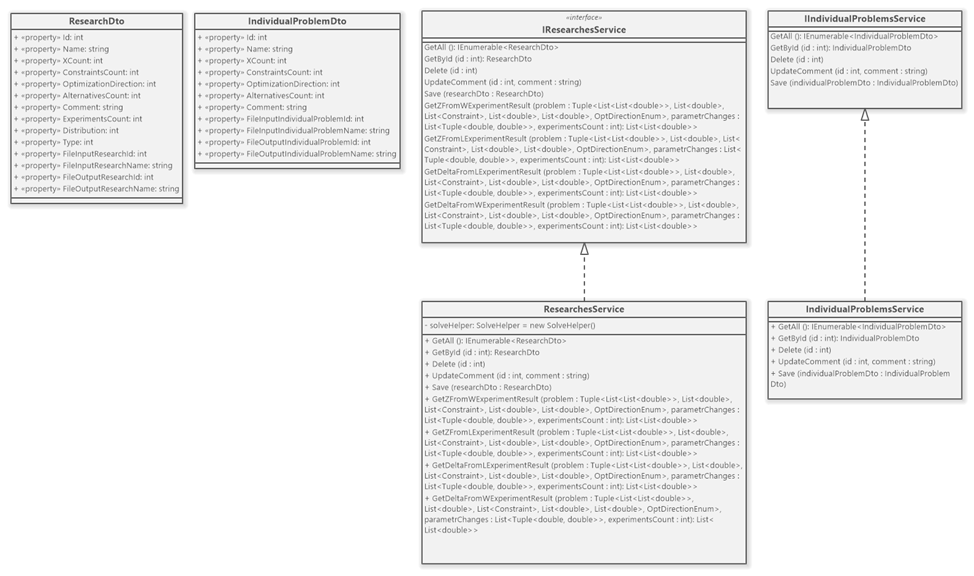 ResearchDto
+ «property» Id: int
+ «property» Name: string
+ «property» XCount: int
+ «property» ConstraintsCount: int
+ «property» OptimizationDirection: int
+ «property» AlternativesCount: int
+ «property» Comment: string
+ «property» ExperimentsCount: int
+ «property» Distribution: int
+ «property» Type: int
+ «property» FileInputResearchId: int
+ «property» FileInputResearchName: string
+ «property» FileOutputResearchId: int
+ «property» FileOutputResearchName: string
IndividualProblemDto
+ «property» Id: int
+ «property» Name: string
+ «property» XCount: int
+ «property» ConstraintsCount: int
+ «property» OptimizationDirection: int
+ «property» AlternativesCount: int
+ «property» Comment: string
+ «property» FileInputIndividualProblemId: int
+ «property» FileInputIndividualProblemName: string
+ «property» FileOutputIndividualProblemId: int
+ «property» FileOutputIndividualProblemName: string
«interface»
IResearchesService
GetAll (): IEnumerable<ResearchDto>
GetById (id : int): ResearchDto
Delete (id : int)
UpdateComment (id : int, comment : string)
Save (researchDto : ResearchDto)
GetZFromWExperimentResult (problem : Tuple<List<List<double>>, List<double>,
List<Constraint>, List<double>, List<double>, OptDirectionEnum>, parametrChanges :
List<Tuple<double, double>>, experimentsCount : int): List<List<double>>
GetZFromLExperimentResult (problem : Tuple<List<List<double>>, List<double>, List<
Constraint>, List<double>, List<double>, OptDirectionEnum>, parametrChanges : List<
Tuple<double, double>>, experimentsCount : int): List<List<double>>
GetDeltaFromLExperimentResult (problem : Tuple<List<List<double>>, List<double>,
List<Constraint>, List<double>, List<double>, OptDirectionEnum>, parametrChanges :
List<Tuple<double, double>>, experimentsCount : int): List<List<double>>
GetDeltaFromWExperimentResult (problem : Tuple<List<List<double>>, List<double>,
List<Constraint>, List<double>, List<double>, OptDirectionEnum>, parametrChanges :
List<Tuple<double, double>>, experimentsCount : int): List<List<double>>
IIndividualProblemsService
GetAll (): IEnumerable<IndividualProblemDto>
GetById (id : int): IndividualProblemDto
Delete (id : int)
UpdateComment (id : int, comment : string)
Save (individualProblemDto : IndividualProblemDto)
ResearchesService
- solveHelper: SolveHelper = new SolveHelper()
+ GetAll (): IEnumerable<ResearchDto>
+ GetById (id : int): ResearchDto
+ Delete (id : int)
+ UpdateComment (id : int, comment : string)
+ Save (researchDto : ResearchDto)
+ GetZFromWExperimentResult (problem : Tuple<List<List<double>>, List<double>,
List<Constraint>, List<double>, List<double>, OptDirectionEnum>, parametrChanges :
List<Tuple<double, double>>, experimentsCount : int): List<List<double>>
+ GetZFromLExperimentResult (problem : Tuple<List<List<double>>, List<double>,
List<Constraint>, List<double>, List<double>, OptDirectionEnum>, parametrChanges :
List<Tuple<double, double>>, experimentsCount : int): List<List<double>>
+ GetDeltaFromLExperimentResult (problem : Tuple<List<List<double>>, List<double>,
List<Constraint>, List<double>, List<double>, OptDirectionEnum>, parametrChanges :
List<Tuple<double, double>>, experimentsCount : int): List<List<double>>
+ GetDeltaFromWExperimentResult (problem : Tuple<List<List<double>>,
List<double>, List<Constraint>, List<double>, List<double>, OptDirectionEnum>,
parametrChanges : List<Tuple<double, double>>, experimentsCount : int): List<
List<double>>
IndividualProblemsService
+ GetAll (): IEnumerable<IndividualProblemDto>
+ GetById (id : int): IndividualProblemDto
+ Delete (id : int)
+ UpdateComment (id : int, comment : string)
+ Save (individualProblemDto : IndividualProblem
Dto)